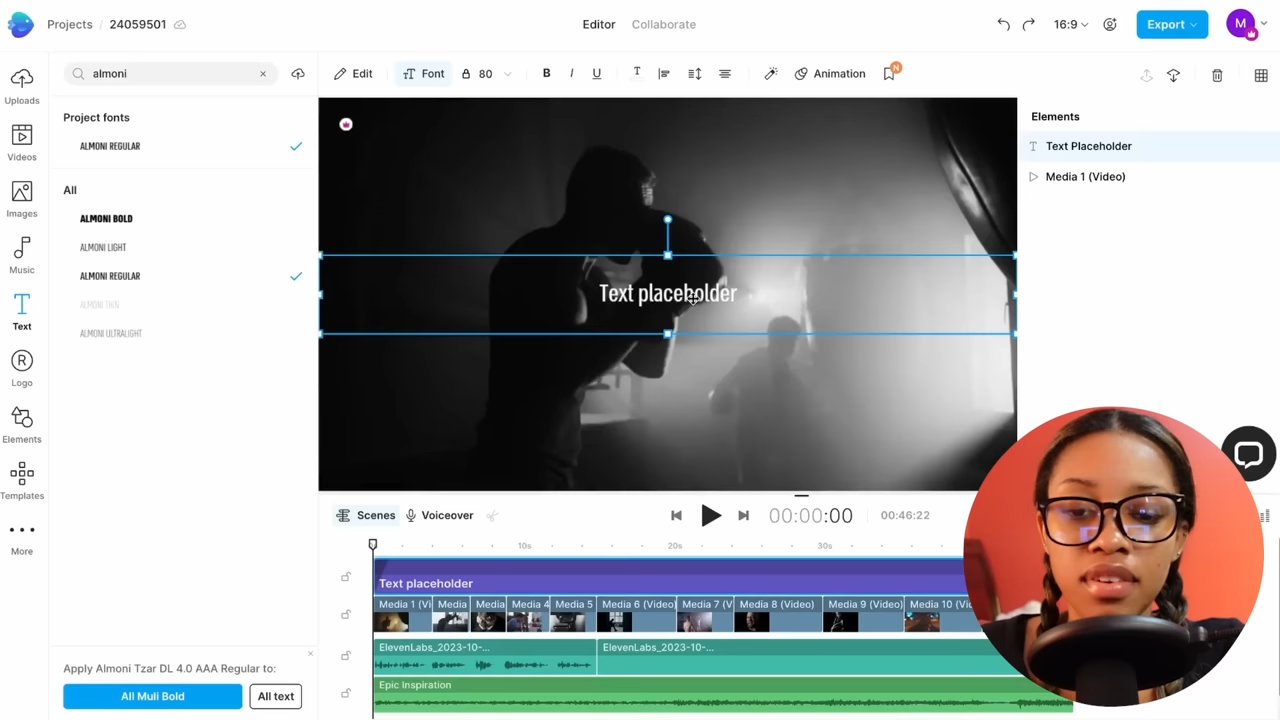 Projects / 24059501
Editor
Collaborate
16:9
Export
M
almoni
Edit
Font
80
B
I
U
T
Animation
N
Uploads
Videos
Images
Music
Text
Logo
Elements
Templates
More
Project fonts
ALMONI REGULAR
All
ALMONI BOLD
ALMONI LIGHT
ALMONI REGULAR
ALMONI THIN
ALMONI ULTRALIGHT
Apply Almoni Tzar DL 4.0 AAA Regular to:
All Muli Bold
All text
Text placeholder
Elements
T Text Placeholder
Media 1 (Video)
Scenes
Voiceover
00:00:00
00:46:22
10s
20s
30s
Text placeholder
Media 1 (Vi
Media
Media
Media 4
Media 5
Media 6 (Video)
Media 7 (V
Media 8 (Video)
Media 9 (Video)
Media 10 (Vid
ElevenLabs_2023-10-...
ElevenLabs_2023-10-...
Epic Inspiration